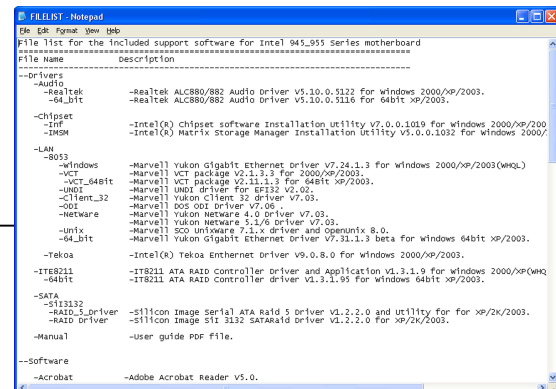 FILELIST - Notepad
File Edit Format View Help
File list for the included support software for Intel 945_955 Series motherboard
===========================================================================
File Name Description
---------------------------------------------------------------------------
--Drivers
-Audio
-Realtek -Realtek ALC880/882 Audio Driver V5.10.0.5122 for Windows 2000/XP/2003.
-64_bit -Realtek ALC880/882 Audio Driver V5.10.0.5116 for 64bit XP/2003.
-Chipset
-Inf -Intel(R) Chipset software Installation Utility V7.0.0.1019 for Windows 2000/XP/200
-IMSM -Intel(R) Matrix Storage Manager Installation Utility V5.0.0.1032 for Windows 2000/
-LAN
-8053
-Windows -Marvell Yukon Gigabit Ethernet Driver V7.24.1.3 for Windows 2000/XP/2003(WHQL)
-VCT -Marvell VCT package V2.1.3.3 for 2000/XP/2003.
-VCT_64Bit -Marvell VCT package V2.11.1.3 for 64Bit XP/2003.
-UNDI -Marvell UNDI driver for EFI32 V2.02.
-Client_32 -Marvell Yukon Client 32 driver V7.03.
-ODI -Marvell DOS ODI Driver V7.06 .
-NetWare -Marvell Yukon NetWare 4.0 Driver V7.03.
-Marvell Yukon NetWare 5.1/6 Driver V7.03.
-Unix -Marvell SCO UnixWare 7.1.x driver and OpenUnix 8.0.
-64_bit -Marvell Yukon Gigabit Ethernet Driver V7.31.1.3 beta for Windows 64bit XP/2003.
-Tekoa -Intel(R) Tekoa Enthernet Driver V9.0.8.0 for Windows 2000/XP/2003.
-ITE8211 -IT8211 ATA RAID Controller Driver and Application V1.3.1.9 for Windows 2000/XP(WHQ
-64bit -IT8211 ATA RAID Controller driver V1.3.1.95 for Windows 64bit XP/2003.
-SATA
-SiI3132
-RAID_5_Driver -Silicon Image Serial ATA Raid 5 Driver V1.2.2.0 and Utility for for XP/2K/2003.
-RAID Driver -Silicon Image SiI 3132 SATARaid Driver V1.2.2.0 for XP/2K/2003.
-Manual -User guide PDF file.
--Software
-Acrobat -Adobe Acrobat Reader V5.0.